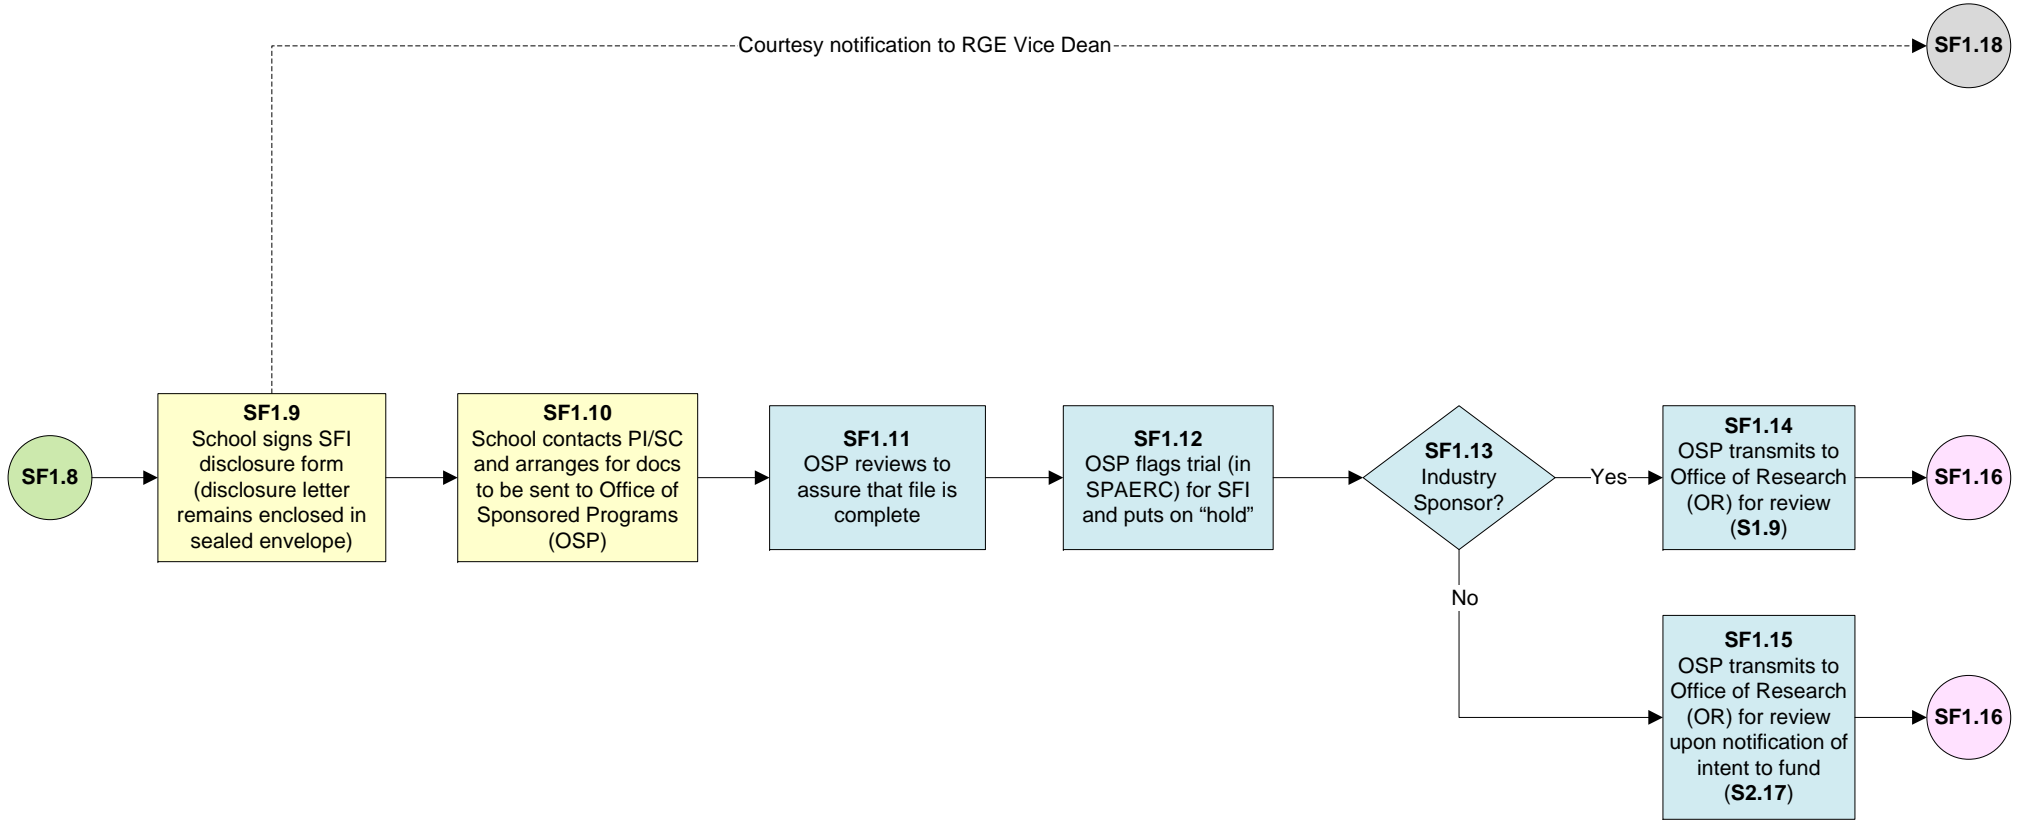 Courtesy notification to RGE Vice Dean
SF1.18
SF1.8
SF1.9
School signs SFI
disclosure form
(disclosure letter
remains enclosed in
sealed envelope)
SF1.10
School contacts PI/SC
and arranges for docs
to be sent to Office of
Sponsored Programs
(OSP)
SF1.11
OSP reviews to
assure that file is
complete
SF1.12
OSP flags trial (in
SPAERC) for SFI
and puts on “hold”
SF1.13
Industry
Sponsor?
Yes
SF1.14
OSP transmits to
Office of Research
(OR) for review
(S1.9)
SF1.16
No
SF1.15
OSP transmits to
Office of Research
(OR) for review
upon notification of
intent to fund
(S2.17)
SF1.16